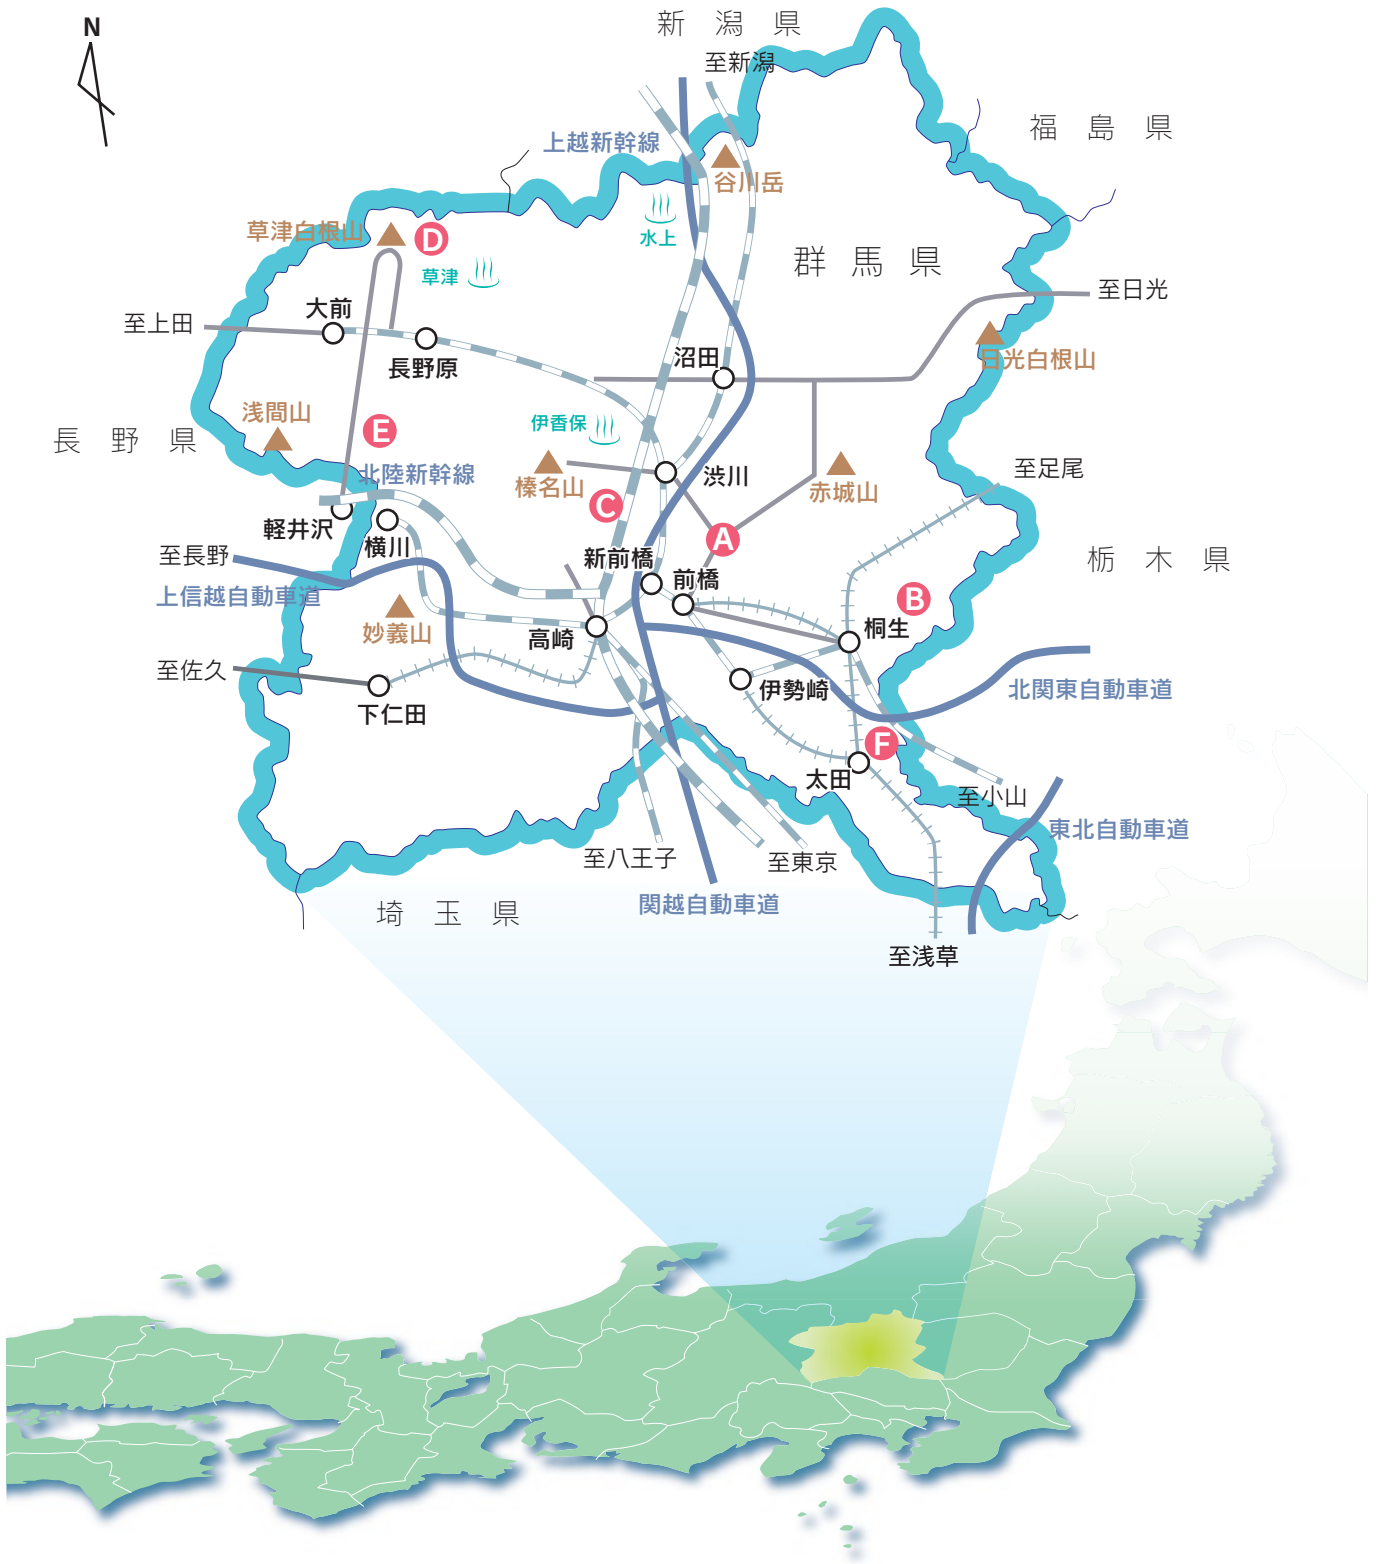 新潟県
N
至新潟
福島県
上越新幹線
谷川岳
水上
草津白根山
D
草津
群馬県
至日光
大前
至上田
長野原
沼田
日光白根山
浅間山
伊香保
E
長野県
北陸新幹線
至足尾
榛名山
渋川
赤城山
C
軽井沢
横川
A
新前橋
至長野
栃木県
前橋
上信越自動車道
B
妙義山
高崎
桐生
至佐久
伊勢崎
北関東自動車道
下仁田
F
太田
至小山
東北自動車道
至八王子
至東京
関越自動車道
埼玉県
至浅草